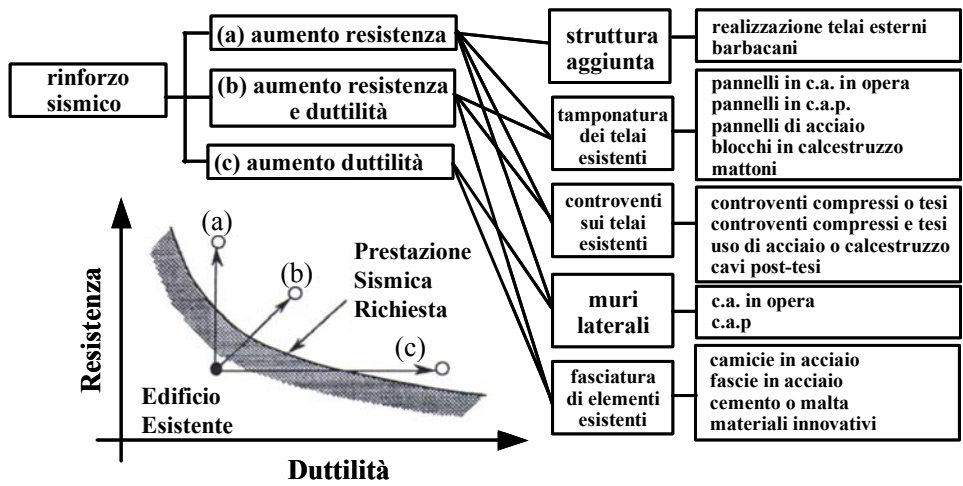 rinforzo
sismico
(a) aumento resistenza
(b) aumento resistenza
e duttilità
(c) aumento duttilità
struttura
aggiunta
tamponatura
dei telai
esistenti
controventi
sui telai
esistenti
muri
laterali
fasciatura
di elementi
esistenti
realizzazione telai esterni
barbacani
pannelli in c.a. in opera
pannelli in c.a.p.
pannelli di acciaio
blocchi in calcestruzzo
mattoni
controventi compressi o tesi
controventi compressi e tesi
uso di acciaio o calcestruzzo
cavi post-tesi
c.a. in opera
c.a.p
camicie in acciaio
fascie in acciaio
cemento o malta
materiali innovativi
Resistenza
(a)
(b)
(c)
Prestazione
Sismica
Richiesta
Edificio
Esistente
Duttilità